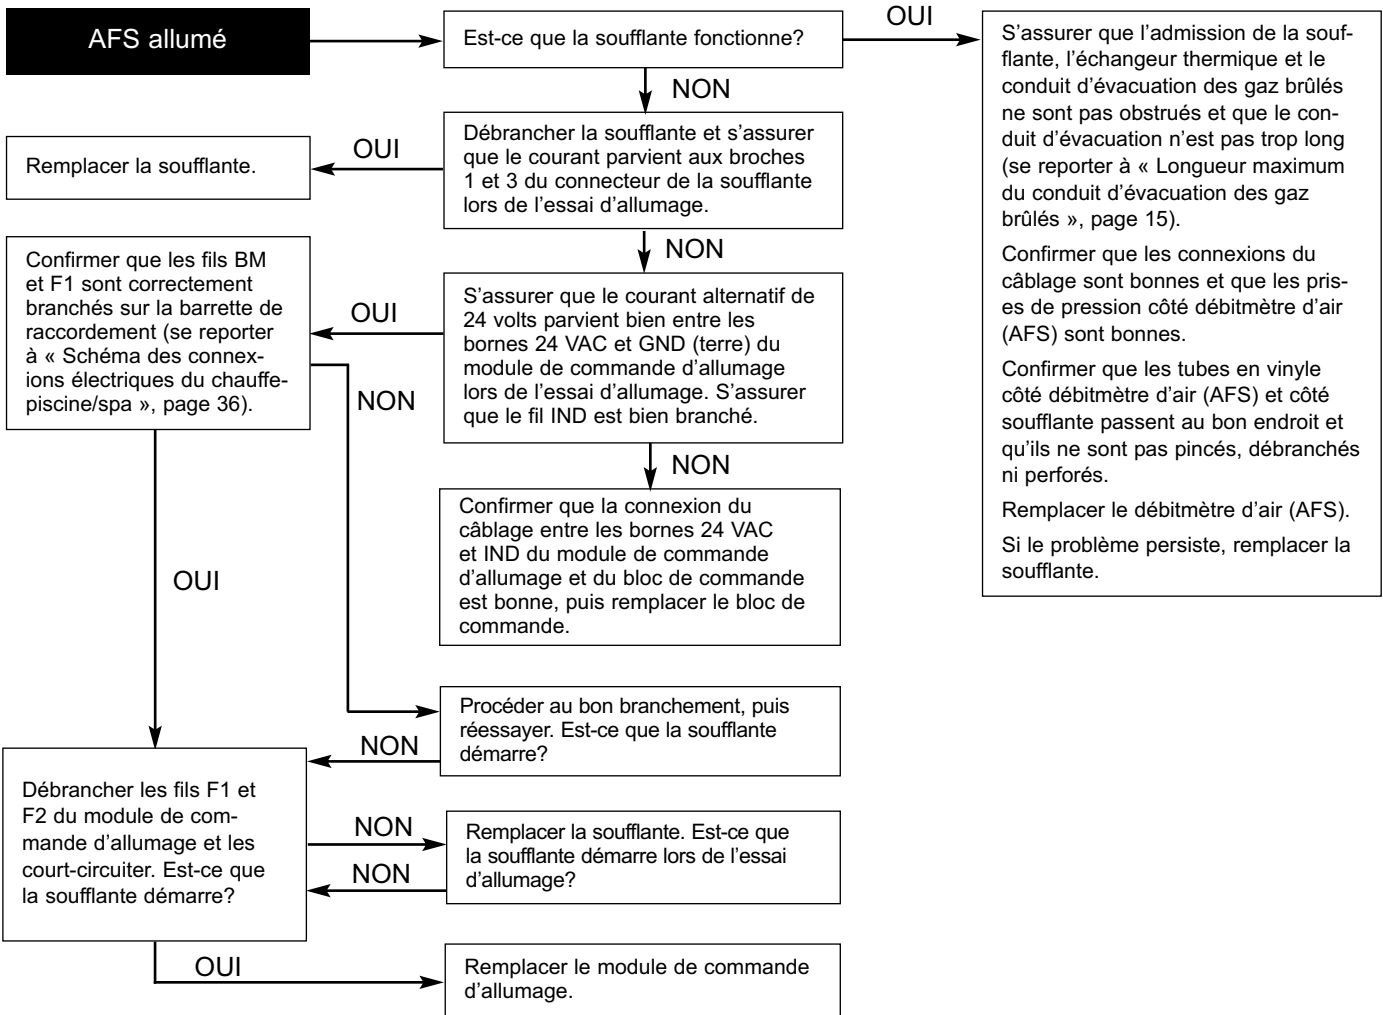 AFS allumé
Est-ce que la soufflante fonctionne?
OUI
S’assurer que l’admission de la souf-
flante, l’échangeur thermique et le
conduit d’évacuation des gaz brûlés
ne sont pas obstrués et que le con-
duit d’évacuation n’est pas trop long
(se reporter à « Longueur maximum
du conduit d’évacuation des gaz
brûlés », page 15).
Confirmer que les connexions du
câblage sont bonnes et que les pris-
es de pression côté débitmètre d’air
(AFS) sont bonnes.
Confirmer que les tubes en vinyle
côté débitmètre d’air (AFS) et côté
soufflante passent au bon endroit et
qu’ils ne sont pas pincés, débranchés
ni perforés.
Remplacer le débitmètre d’air (AFS).
Si le problème persiste, remplacer la
soufflante.
NON
Débrancher la soufflante et s’assurer
que le courant parvient aux broches
1 et 3 du connecteur de la soufflante
lors de l’essai d’allumage.
OUI
Remplacer la soufflante.
NON
S’assurer que le courant alternatif de
24 volts parvient bien entre les
bornes 24 VAC et GND (terre) du
module de commande d’allumage
lors de l’essai d’allumage. S’assurer
que le fil IND est bien branché.
OUI
Confirmer que les fils BM
et F1 sont correctement
branchés sur la barrette de
raccordement (se reporter
à « Schéma des connex-
ions électriques du chauffe-
piscine/spa », page 36).
NON
NON
Confirmer que la connexion du
câblage entre les bornes 24 VAC
et IND du module de commande
d’allumage et du bloc de commande
est bonne, puis remplacer le bloc de
commande.
OUI
Procéder au bon branchement, puis
réessayer. Est-ce que la soufflante
démarre?
NON
Débrancher les fils F1 et
F2 du module de com-
mande d’allumage et les
court-circuiter. Est-ce que
la soufflante démarre?
NON
Remplacer la soufflante. Est-ce que
la soufflante démarre lors de l’essai
d’allumage?
NON
OUI
Remplacer le module de commande
d’allumage.